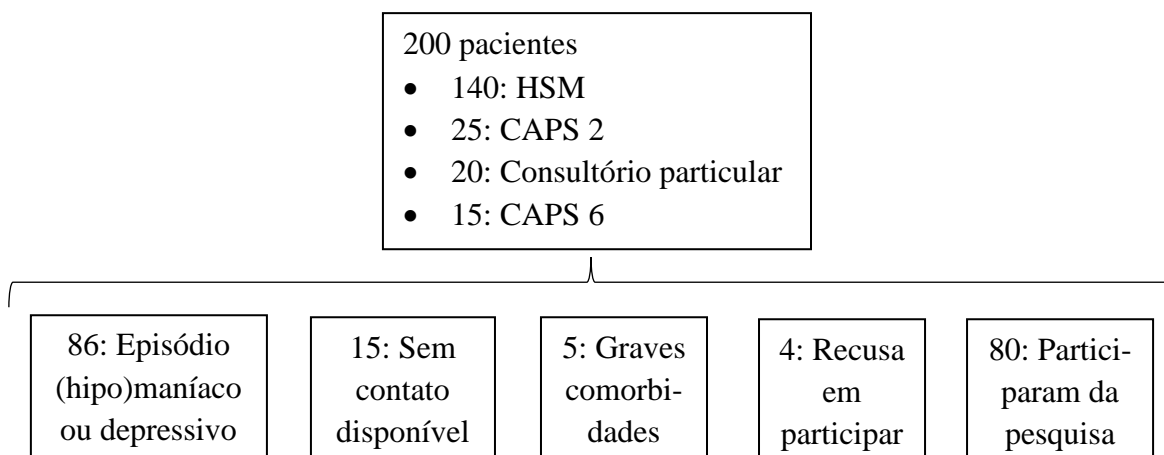 200 pacientes
• 140: HSM
• 25: CAPS 2
• 20: Consultório particular
• 15: CAPS 6
86: Episódio
(hipo)maníaco
ou depressivo
15: Sem
contato
disponível
5: Graves
comorbi-
dades
4: Recusa
em
participar
80: Partici-
param da
pesquisa